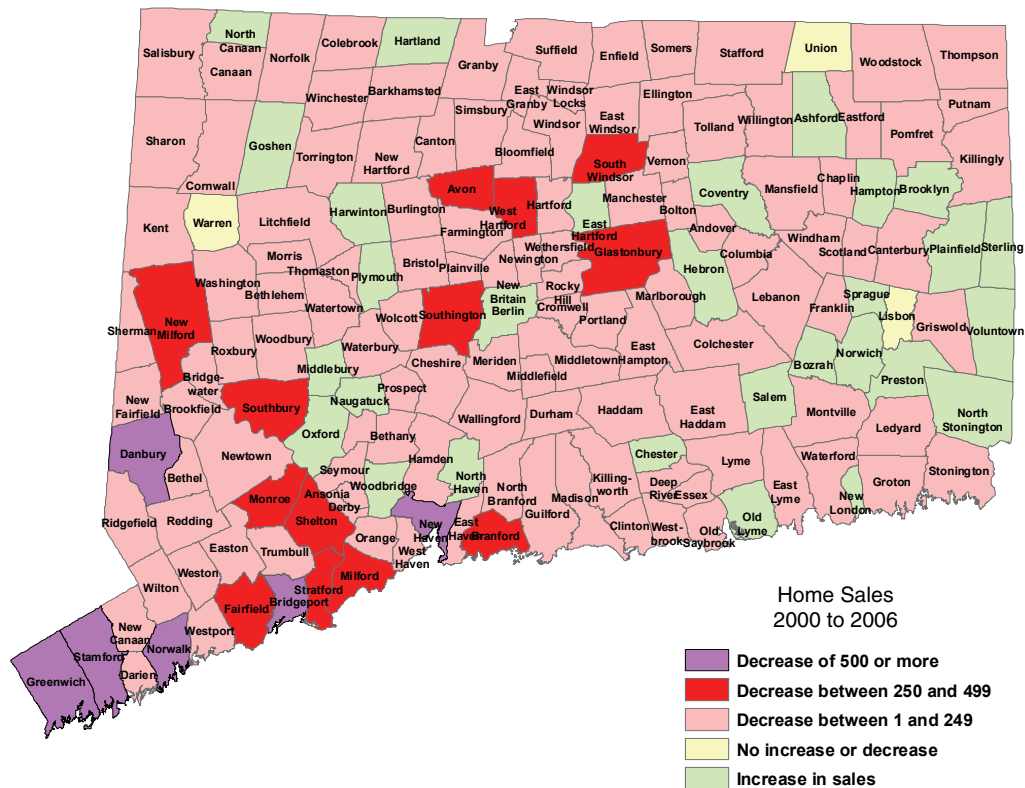 North
Canaan
Hartland
Colebrook
Salisbury
Norfolk
Canaan
Granby
Suffield
Enfield
Somers
Stafford
Union
Woodstock
Thompson
Winchester
Barkhamsted
East
Granby
Windsor
Locks
Ellington
Simsbury
Putnam
Windsor
East
Windsor
Tolland
Willington
Ashford
Eastford
Pomfret
Sharon
Goshen
Torrington
New
Hartford
Canton
Bloomfield
South
Windsor
Vernon
Killingly
Cornwall
Avon
West
Hartford
Hartford
Manchester
Coventry
Mansfield
Chaplin
Hampton
Brooklyn
Kent
Warren
Litchfield
Harwinton
Burlington
Farmington
East
Hartford
Bolton
Andover
Windham
Scotland
Canterbury
Plainfield
Sterling
Morris
Thomaston
Plymouth
Bristol
Plainville
Wethersfield
Newington
Glastonbury
Hebron
Columbia
Washington
Bethlehem
Watertown
Wolcott
Southington
New
Britain
Berlin
Rocky
Hill
Cromwell
Portland
Marlborough
Lebanon
Franklin
Sprague
Lisbon
Griswold
Voluntown
Sherman
New
Milford
Roxbury
Woodbury
Waterbury
Cheshire
Meriden
Middletown
Middlefield
East
Hampton
Colchester
Bozrah
Norwich
Preston
Bridge-
water
Middlebury
Naugatuck
Prospect
New
Fairfield
Brookfield
Southbury
Oxford
Bethany
Wallingford
Durham
Haddam
East
Haddam
Salem
Montville
Ledyard
North
Stonington
Danbury
Bethel
Newtown
Seymour
Woodbridge
Hamden
North
Haven
Chester
Lyme
Waterford
Stonington
Ridgefield
Redding
Monroe
Ansonia
Derby
Shelton
Orange
New
Haven
East
Haven
North
Branford
Branford
Guilford
Madison
Killing-
worth
Deep
River
Essex
Clinton
West-
brook
Old
Saybrook
Old
Lyme
East
Lyme
New
London
Groton
Easton
Trumbull
West
Haven
Milford
Stratford
Wilton
Weston
Fairfield
Bridgeport
New
Canaan
Westport
Norwalk
Stamford
Darien
Greenwich
Home Sales
2000 to 2006
Decrease of 500 or more
Decrease between 250 and 499
Decrease between 1 and 249
No increase or decrease
Increase in sales